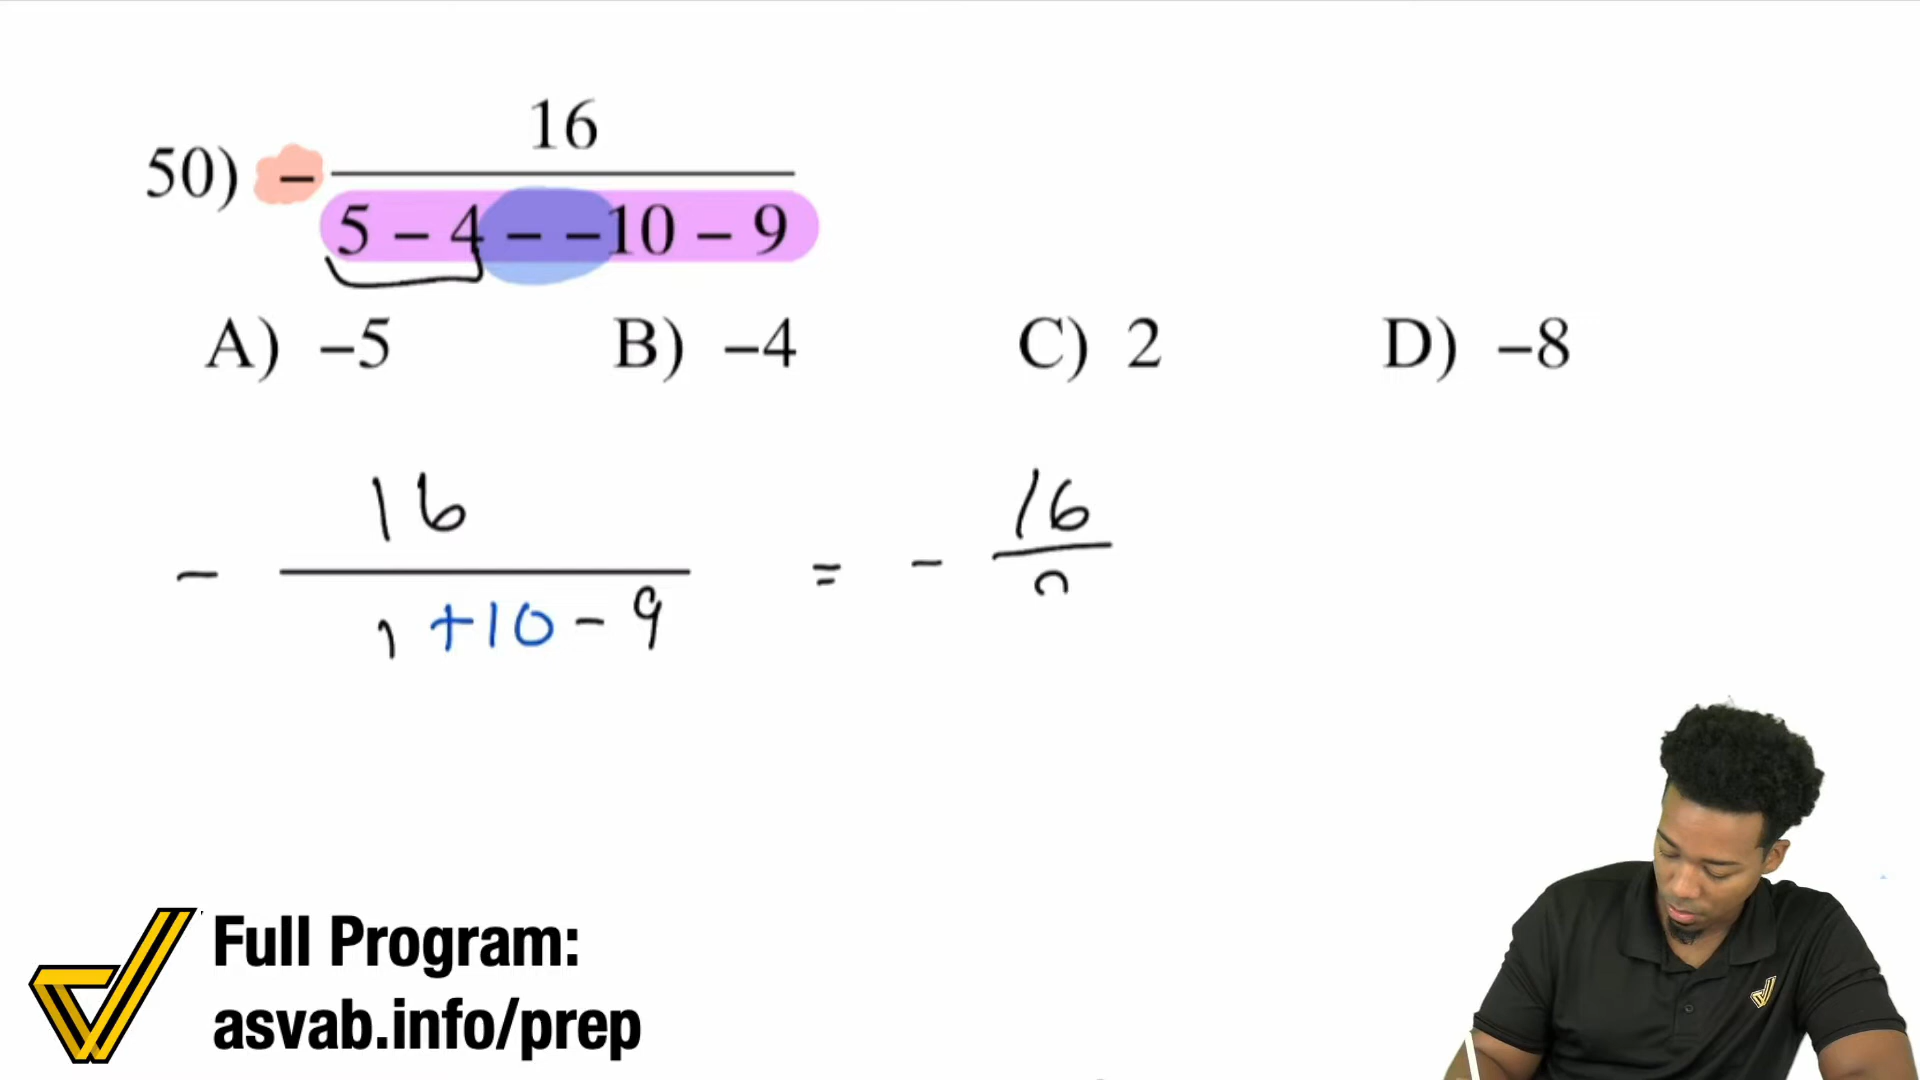 16
50) –
5 – 4 – –10 – 9
A) –5 B) –4 C) 2 D) –8
16 16
– = –
1 +10 – 9
Full Program:
asvab.info/prep